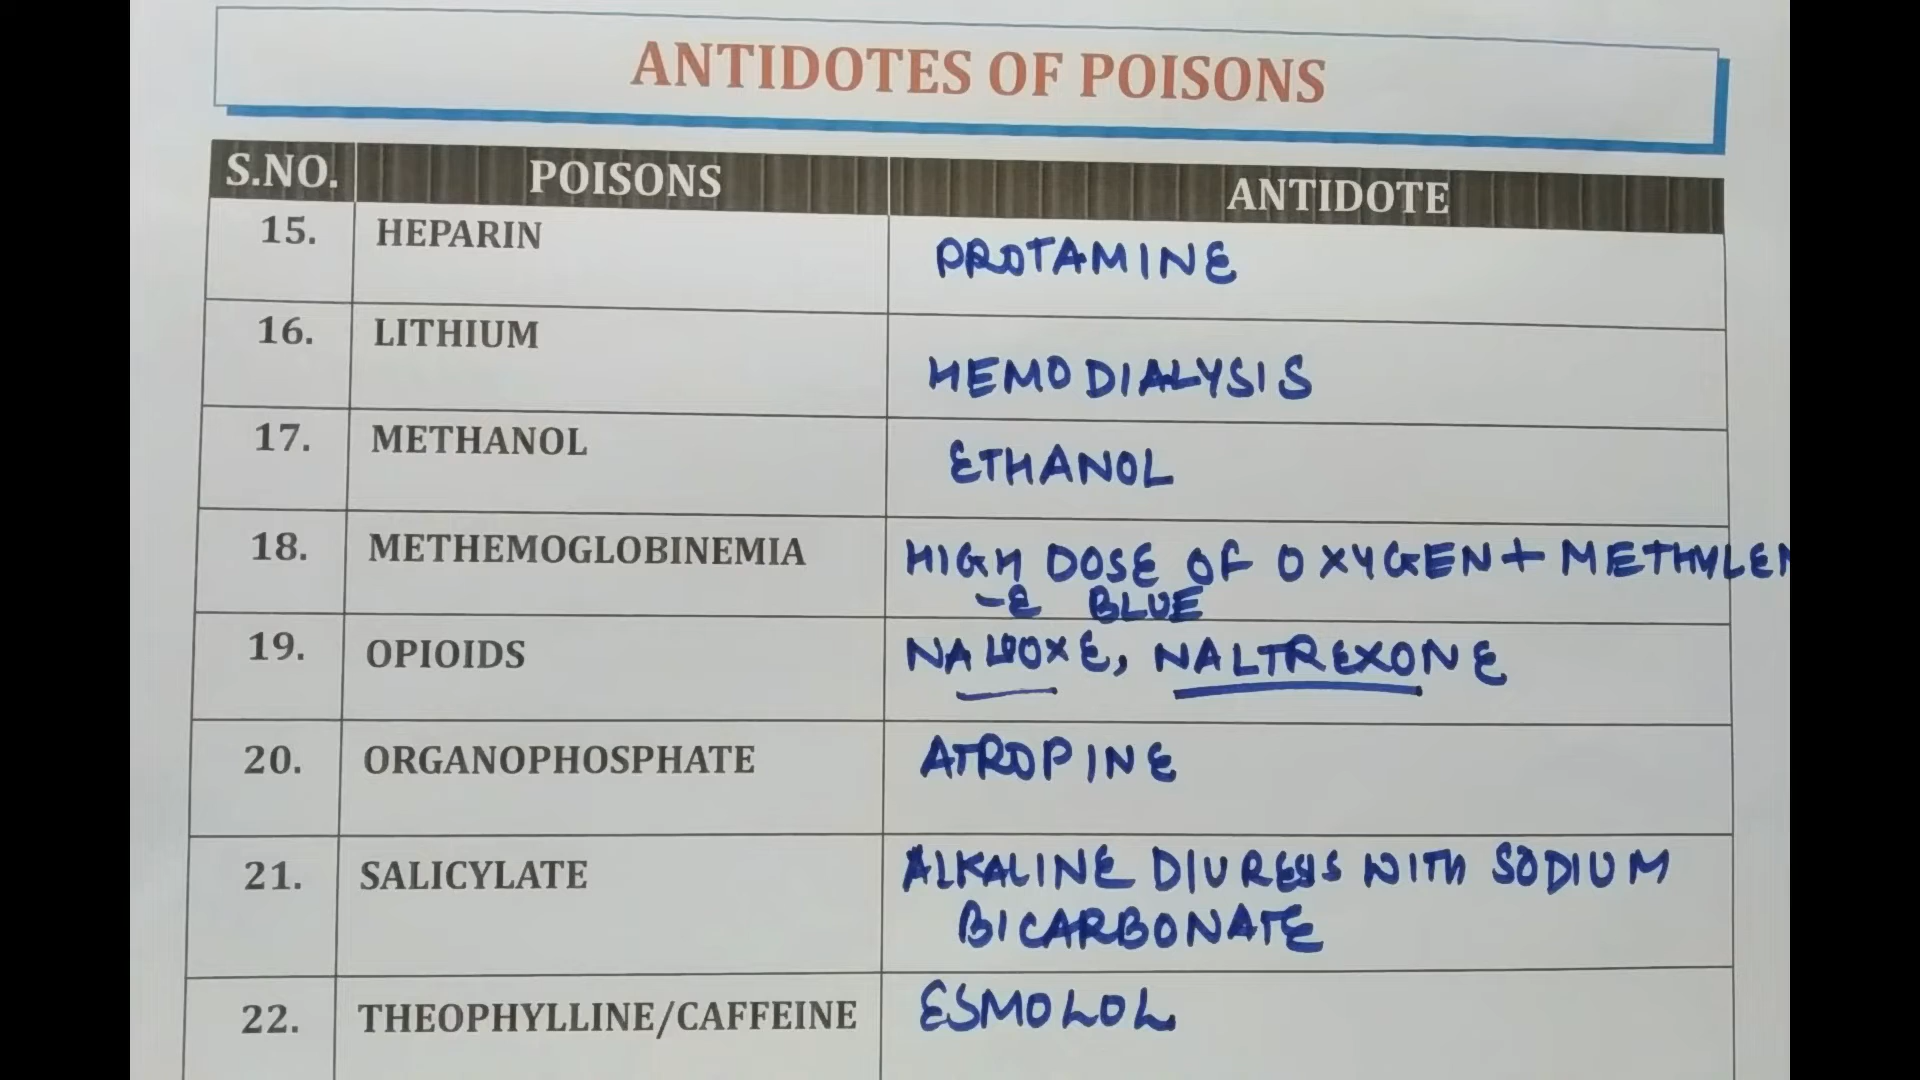 ANTIDOTES OF POISONS
S.NO. POISONS ANTIDOTE
15. HEPARIN PROTAMINE
16. LITHIUM HEMODIALYSIS
17. METHANOL ETHANOL
18. METHEMOGLOBINEMIA HIGH DOSE OF OXYGEN + METHYLEN
-E BLUE
19. OPIOIDS NALOXE, NALTREXONE
20. ORGANOPHOSPHATE ATROPINE
21. SALICYLATE ALKALINE DIURESIS WITH SODIUM
BICARBONATE
22. THEOPHYLLINE/CAFFEINE ESMOLOL